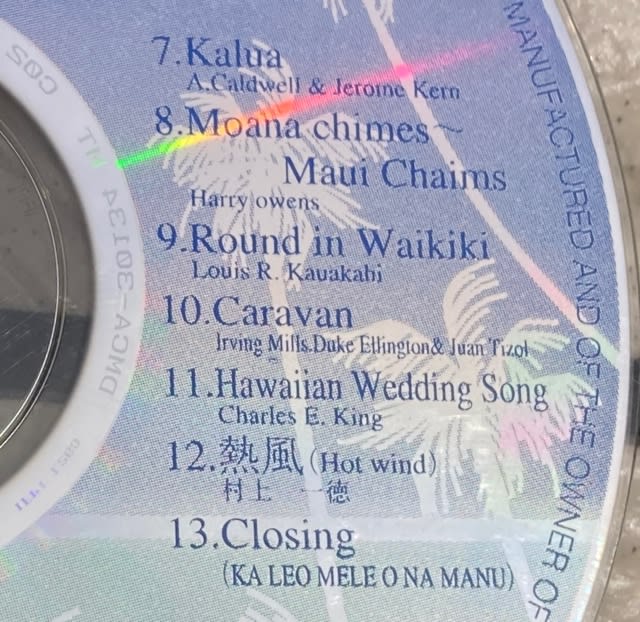 7.Kalua
A.Caldwell & Jerome Kern
8.Moana chimes~
Maui Chaims
Harry owens
9.Round in Waikiki
Louis R. Kauakahi
10.Caravan
Irving Mills.Duke Ellington& Juan Tizol
11.Hawaiian Wedding Song
Charles E. King
12.熱風(Hot wind)
村上 一徳
13.Closing
(KA LEO MELE O NA MANU)
MANUFACTURED AND OF THE OWNER OF